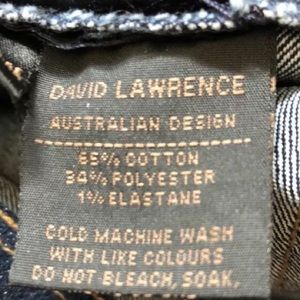 DAVID LAWRENCE
AUSTRALIAN DESIGN
65% COTTON
34% POLYESTER
1% ELASTANE
COLD MACHINE WASH
WITH LIKE COLOURS
DO NOT BLEACH, SOAK,